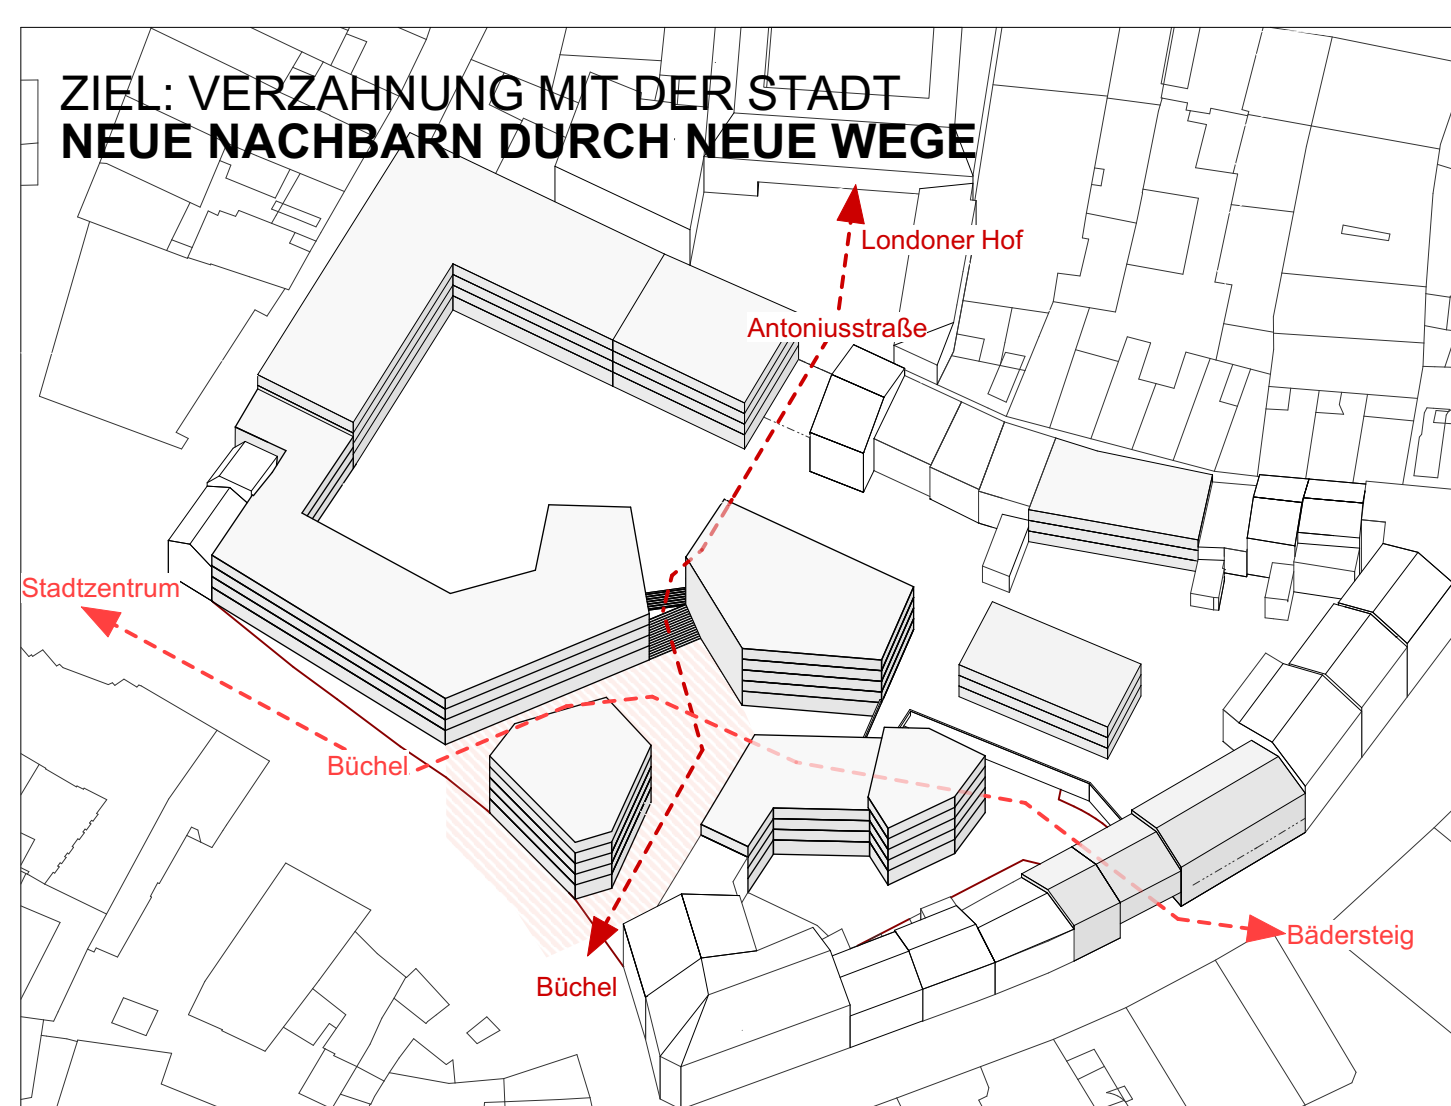 ZIEL: VERZAHNUNG MIT DER STADT
NEUE NACHBARN DURCH NEUE WEGE
Londoner Hof
Antoniusstraße
Stadtzentrum
Büchel
Bädersteig
Büchel